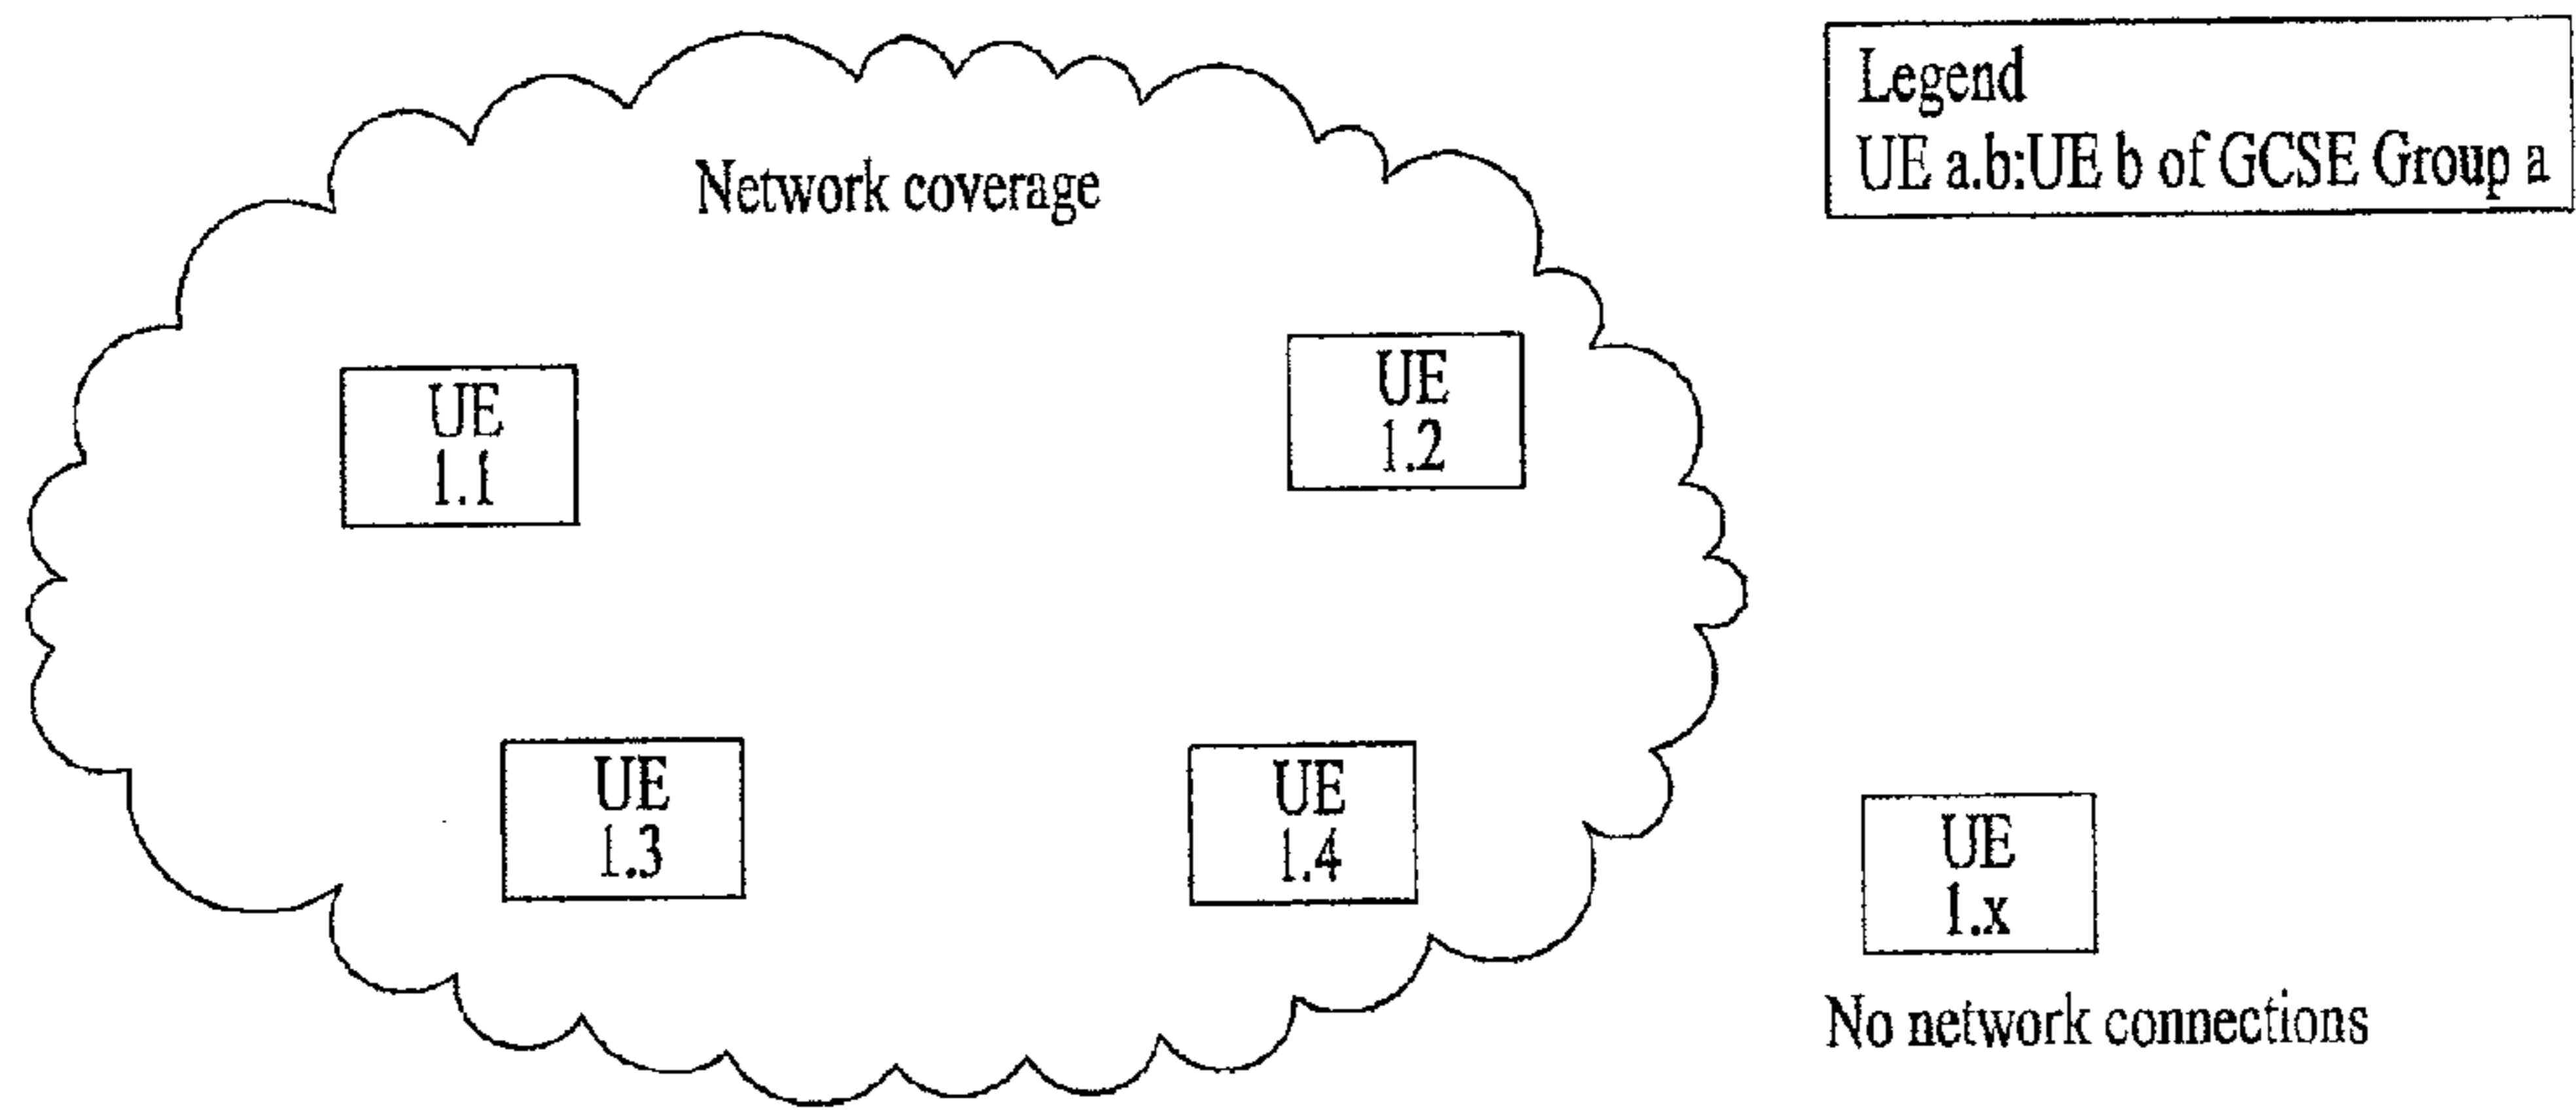 Legend
UE a.b:UE b of GCSE Group a
Network coverage
UE
1.1
UE
1.2
UE
1.3
UE
1.4
UE
1.x
No network connections